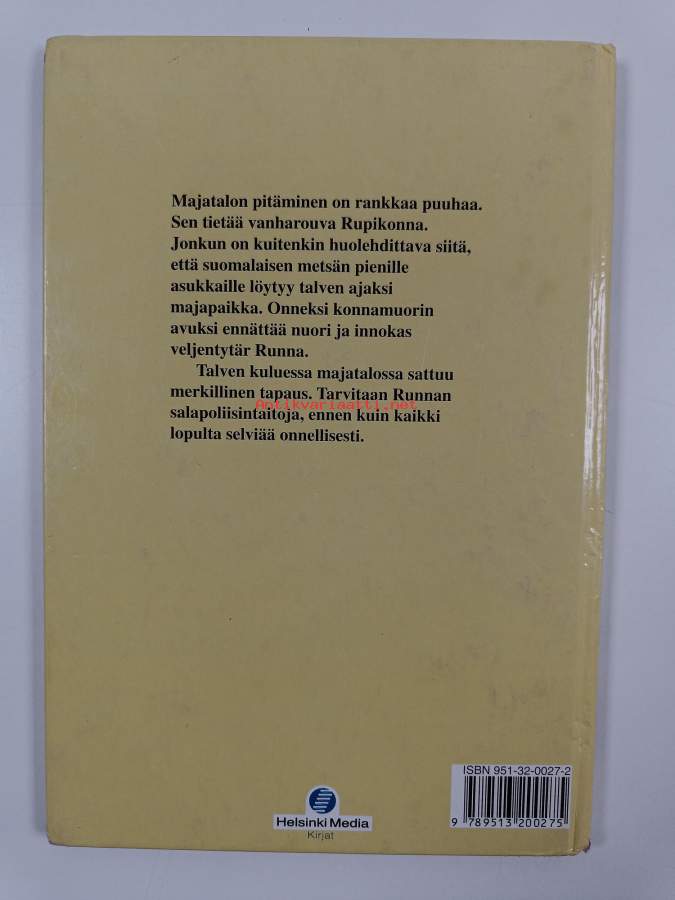 Majatalon pitäminen on rankkaa puuhaa.
Sen tietää vanharouva Rupikonna.
Jonkun on kuitenkin huolehdittava siitä,
että suomalaisen metsän pienille
asukkaille löytyy talven ajaksi
majapaikka. Onneksi konnamuorin
avuksi ennättää nuori ja innokas
veljentytär Runna.
Talven kuluessa majatalossa sattuu
merkillinen tapaus. Tarvitaan Runnan
Antikvariaatti.net
salapoliisintaitoja, ennen kuin kaikki
lopulta selviää onnellisesti.
ISBN 951-32-0027-2
9 789513 200275
Helsinki Media
Kirjat